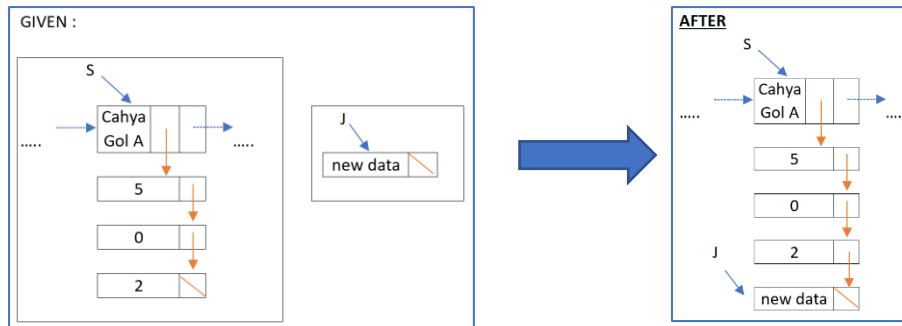 GIVEN :
S
Cahya
Gol A
.....
.....
5
0
2
J
new data
AFTER
S
Cahya
Gol A
.....
....
5
0
2
J
new data